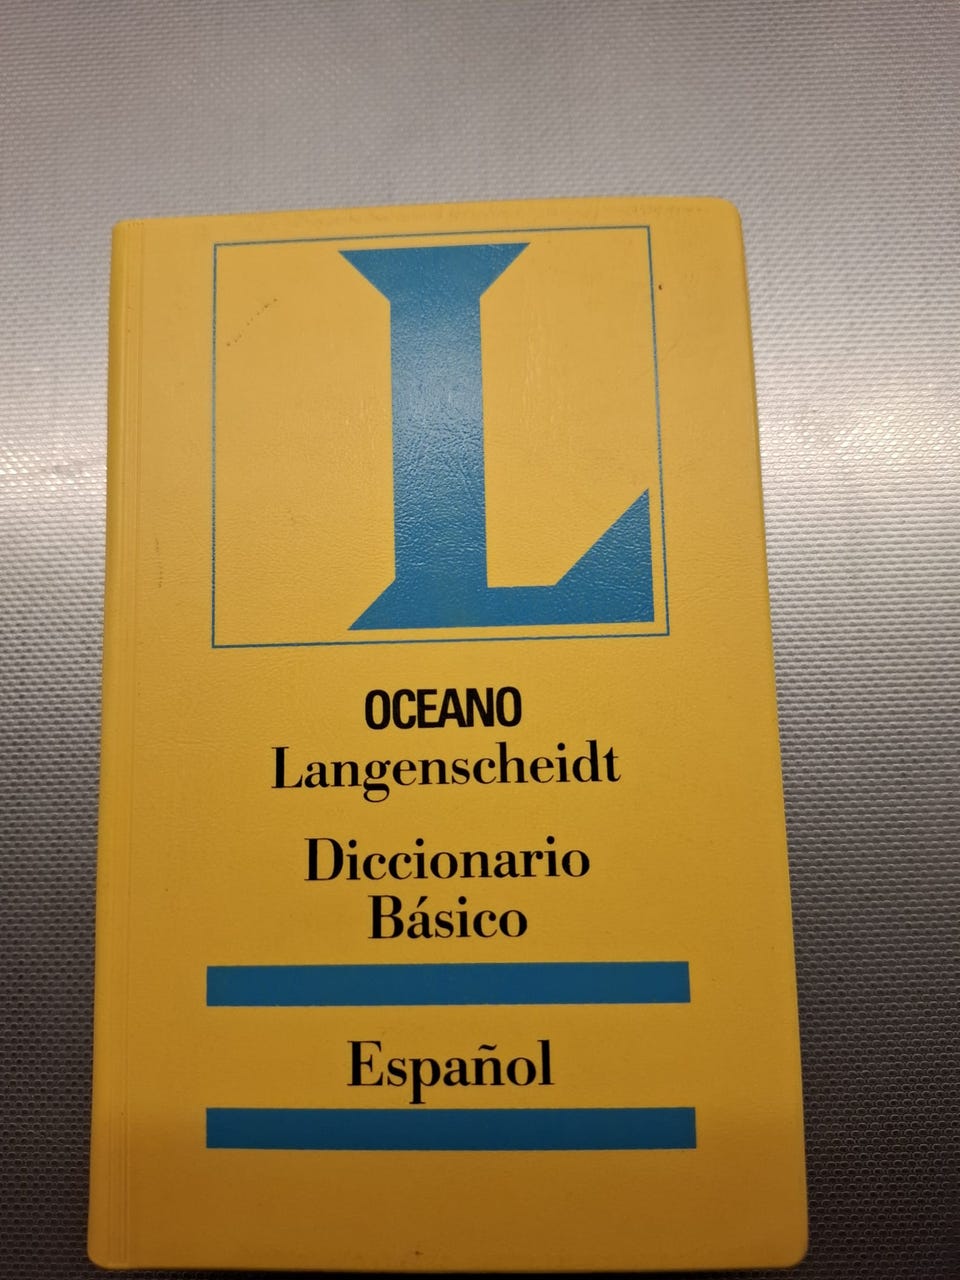 L
OCEANO
Langenscheidt
Diccionario
Básico
Español